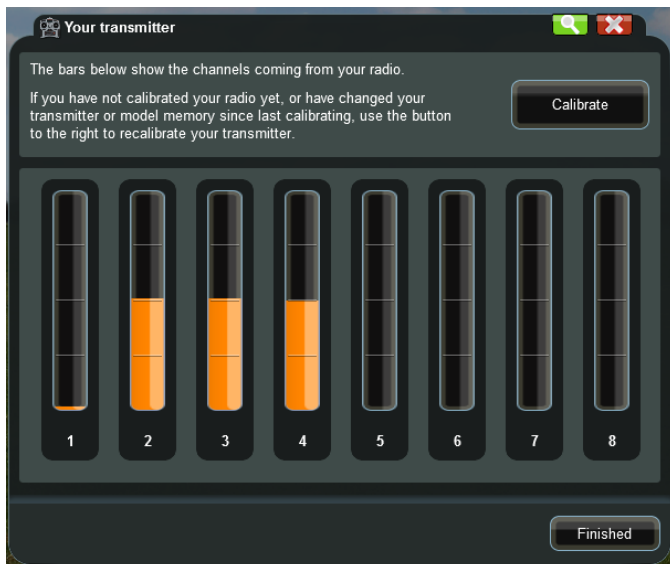 Your transmitter
The bars below show the channels coming from your radio.
If you have not calibrated your radio yet, or have changed your
transmitter or model memory since last calibrating, use the button
to the right to recalibrate your transmitter.
Calibrate
1 2 3 4 5 6 7 8
Finished